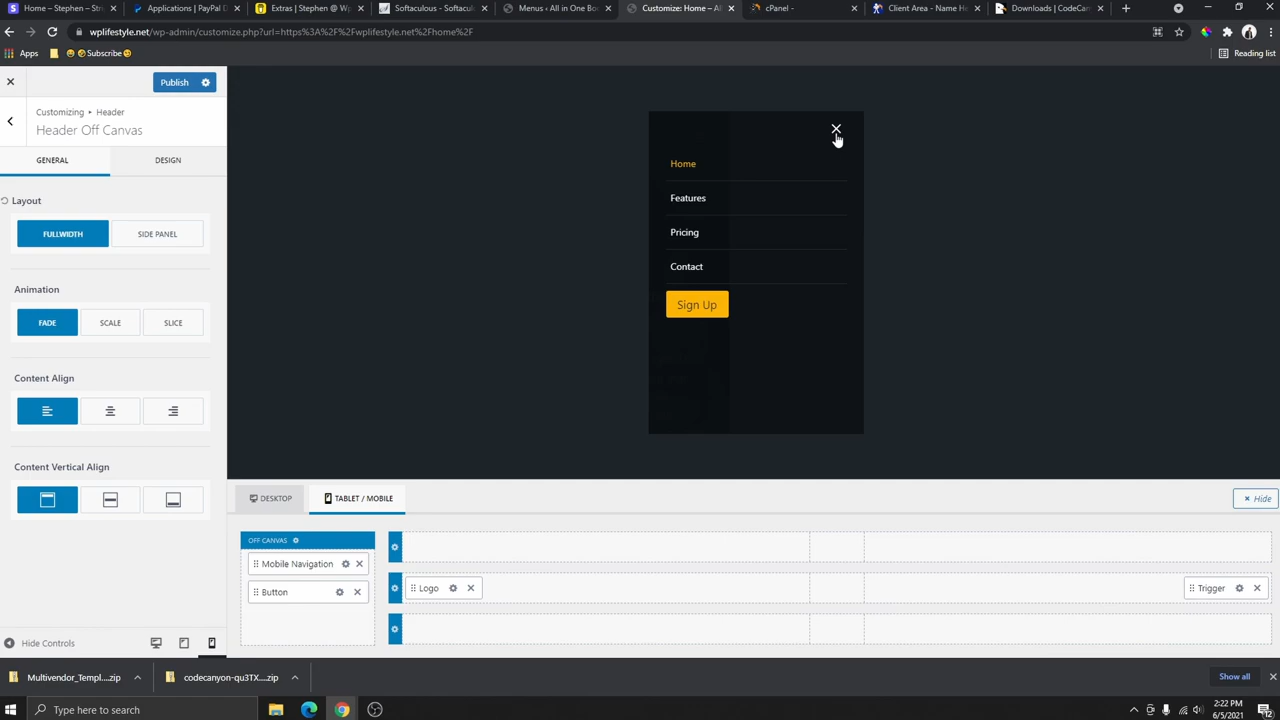 Home – Stephen – Str
Applications | PayPal D
Extras | Stephen @ Wp
Softaculous - Softacul
Menus ‹ All in One Boo
Customize: Home – All
cPanel -
Client Area - Name He
Downloads | CodeCan
wplifestyle.net/wp-admin/customize.php?url=https%3A%2F%2Fwplifestyle.net%2Fhome%2F
Apps
Subscribe
Reading list
Publish
Customizing ▸ Header
Header Off Canvas
GENERAL
DESIGN
Layout
FULLWIDTH
SIDE PANEL
Animation
FADE
SCALE
SLICE
Content Align
Content Vertical Align
Hide Controls
Home
Features
Pricing
Contact
Sign Up
DESKTOP
TABLET / MOBILE
× Hide
OFF CANVAS
Mobile Navigation
Button
Logo
Trigger
Multivendor_Templ....zip
codecanyon-qu3TX....zip
Show all
Type here to search
2:22 PM
6/5/2021